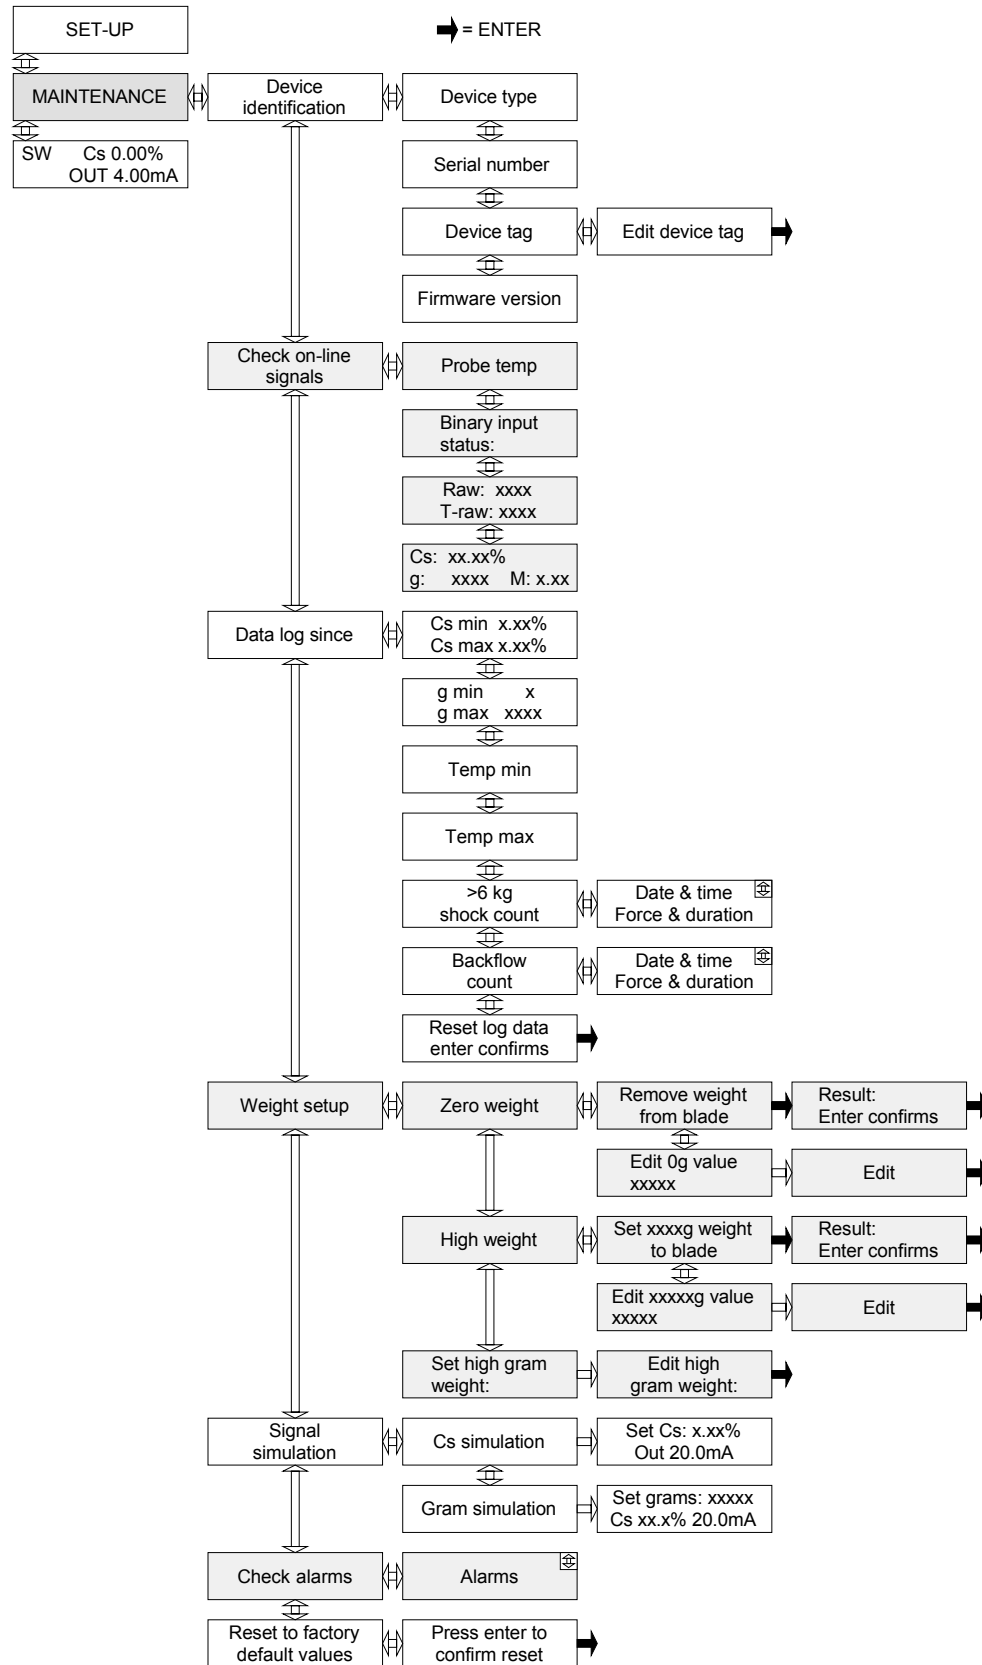 SET-UP
= ENTER
MAINTENANCE
Device
identification
Device type
SW Cs 0.00%
OUT 4.00mA
Serial number
Device tag
Edit device tag
Firmware version
Check on-line
signals
Probe temp
Binary input
status:
Raw: xxxx
T-raw: xxxx
Cs: xx.xx%
g: xxxx M: x.xx
Data log since
Cs min x.xx%
Cs max x.xx%
g min x
g max xxxx
Temp min
Temp max
>6 kg
shock count
Date & time
Force & duration
Backflow
count
Date & time
Force & duration
Reset log data
enter confirms
Weight setup
Zero weight
Remove weight
from blade
Result:
Enter confirms
Edit 0g value
xxxxx
Edit
High weight
Set xxxxg weight
to blade
Result:
Enter confirms
Edit xxxxxg value
xxxxx
Edit
Set high gram
weight:
Edit high
gram weight:
Signal
simulation
Cs simulation
Set Cs: x.xx%
Out 20.0mA
Gram simulation
Set grams: xxxxx
Cs xx.x% 20.0mA
Check alarms
Alarms
Reset to factory
default values
Press enter to
confirm reset